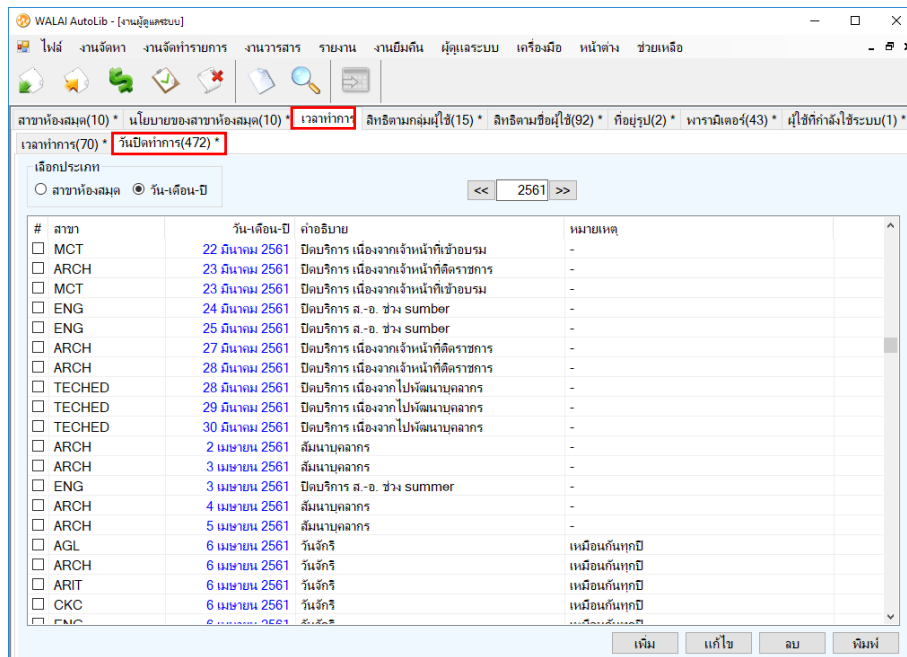 WALAI AutoLib - [งานผู้ดูแลระบบ]
ไฟล์ งานจัดหา งานจัดทำรายการ งานวารสาร รายงาน งานยืมคืน ผู้ดูแลระบบ เครื่องมือ หน้าต่าง ช่วยเหลือ
สาขาห้องสมุด(10) * นโยบายของสาขาห้องสมุด(10) * เวลาทำการ สิทธิตามกลุ่มผู้ใช้(15) * สิทธิตามชื่อผู้ใช้(92) * ที่อยู่รูป(2) * พารามิเตอร์(43) * ผู้ใช้ที่กำลังใช้ระบบ(1) *
เวลาทำการ(70) * วันปิดทำการ(472) *
เลือกประเภท
สาขาห้องสมุด วัน-เดือน-ปี << 2561 >>
# สาขา วัน-เดือน-ปี คำอธิบาย หมายเหตุ
MCT 22 มีนาคม 2561 ปิดบริการ เนื่องจากเจ้าหน้าที่เข้าอบรม -
ARCH 23 มีนาคม 2561 ปิดบริการ เนื่องจากเจ้าหน้าที่ติดราชการ -
MCT 23 มีนาคม 2561 ปิดบริการ เนื่องจากเจ้าหน้าที่เข้าอบรม -
ENG 24 มีนาคม 2561 ปิดบริการ ส.-อ. ช่วง sumber -
ENG 25 มีนาคม 2561 ปิดบริการ ส.-อ. ช่วง sumber -
ARCH 27 มีนาคม 2561 ปิดบริการ เนื่องจากเจ้าหน้าที่ติดราชการ -
ARCH 28 มีนาคม 2561 ปิดบริการ เนื่องจากเจ้าหน้าที่ติดราชการ -
TECHED 28 มีนาคม 2561 ปิดบริการ เนื่องจากไปพัฒนาบุคลากร -
TECHED 29 มีนาคม 2561 ปิดบริการ เนื่องจากไปพัฒนาบุคลากร -
TECHED 30 มีนาคม 2561 ปิดบริการ เนื่องจากไปพัฒนาบุคลากร -
ARCH 2 เมษายน 2561 สัมนาบุคลากร -
ARCH 3 เมษายน 2561 สัมนาบุคลากร -
ENG 3 เมษายน 2561 ปิดบริการ ส.-อ. ช่วง summer -
ARCH 4 เมษายน 2561 สัมนาบุคลากร -
ARCH 5 เมษายน 2561 สัมนาบุคลากร -
AGL 6 เมษายน 2561 วันจักรี เหมือนกันทุกปี
ARCH 6 เมษายน 2561 วันจักรี เหมือนกันทุกปี
ARIT 6 เมษายน 2561 วันจักรี เหมือนกันทุกปี
CKC 6 เมษายน 2561 วันจักรี เหมือนกันทุกปี
ENG 6 เมษายน 2561 วันจักรี เหมือนกันทุกปี
เพิ่ม แก้ไข ลบ พิมพ์